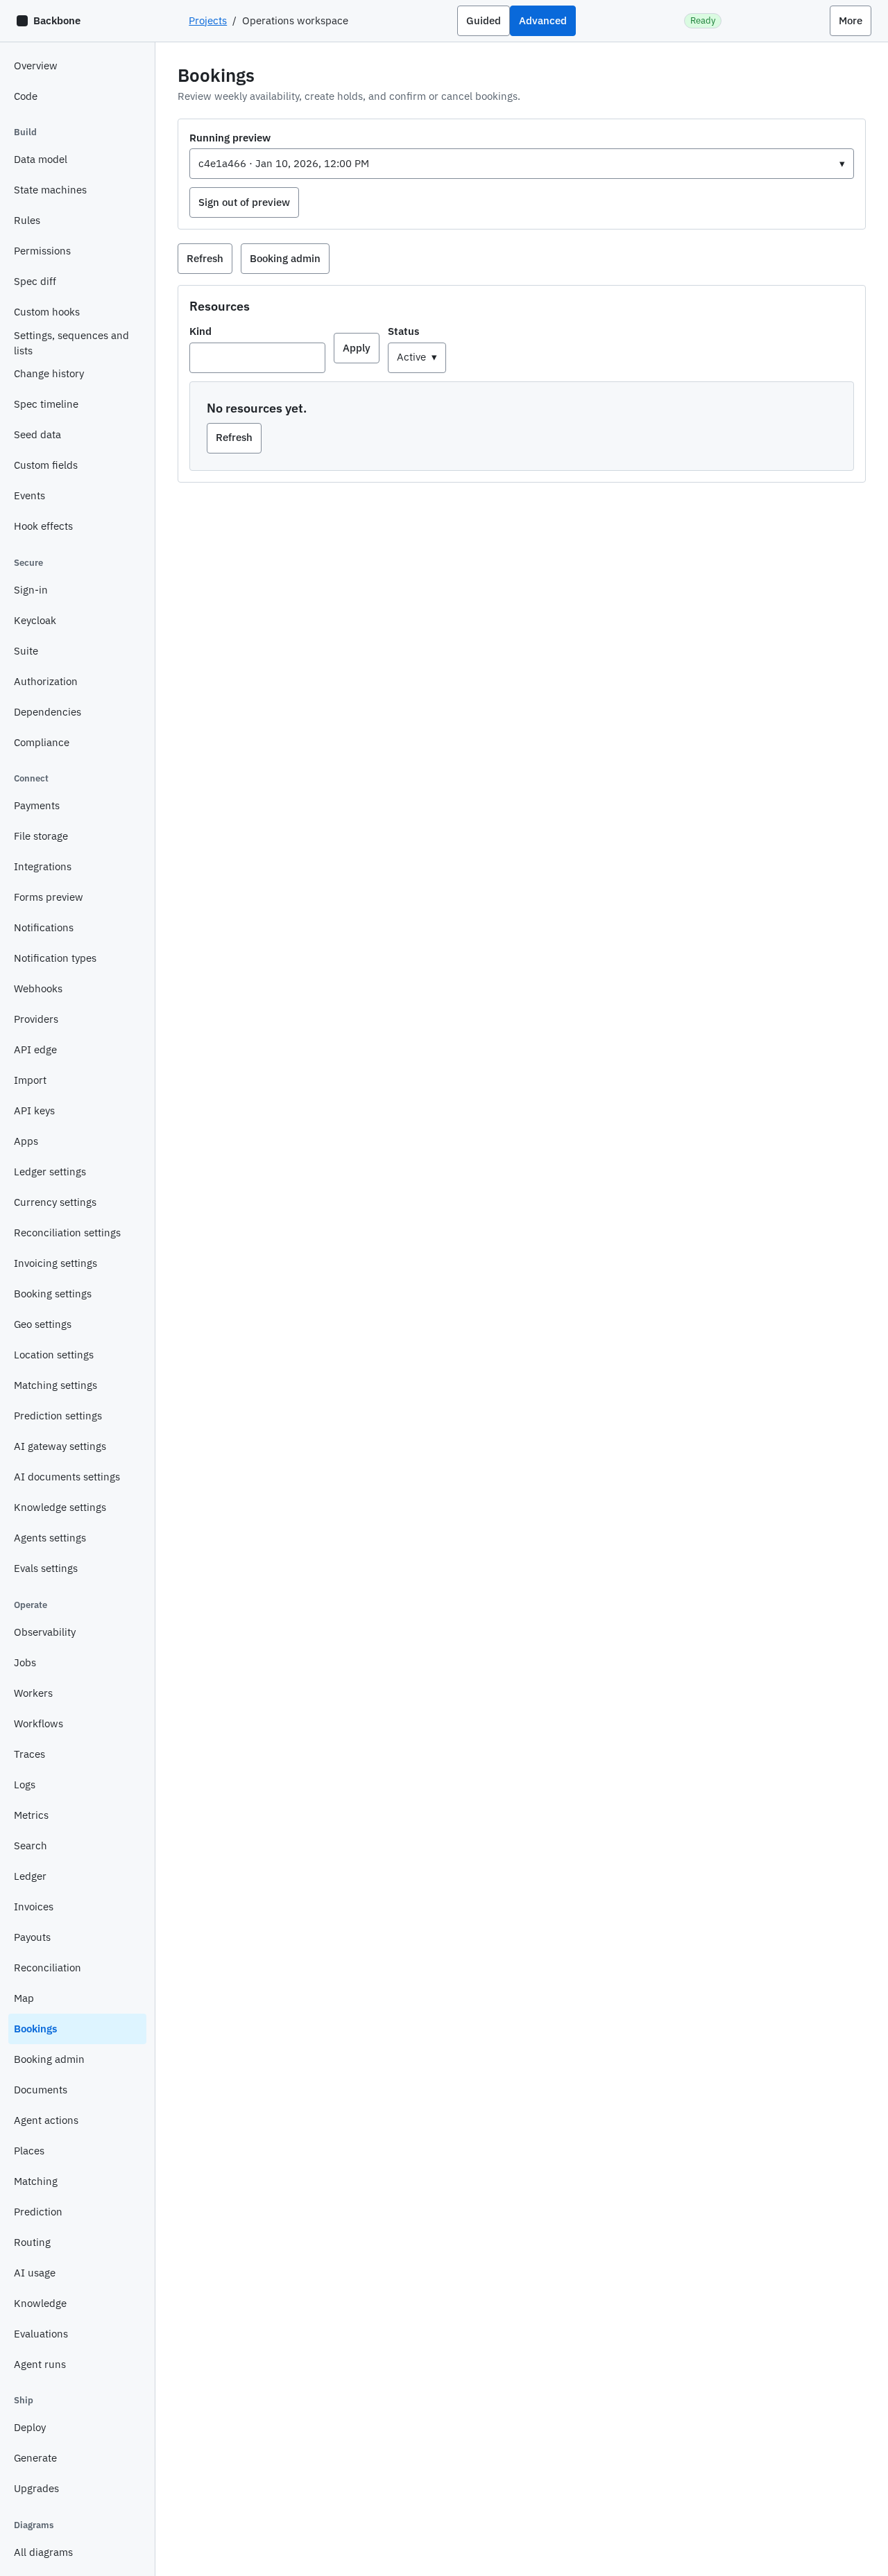 Backbone
Projects / Operations workspace
Guided
Advanced
Ready
More
Overview
Code
Build
Data model
State machines
Rules
Permissions
Spec diff
Custom hooks
Settings, sequences and
lists
Change history
Spec timeline
Seed data
Custom fields
Events
Hook effects
Secure
Sign-in
Keycloak
Suite
Authorization
Dependencies
Compliance
Connect
Payments
File storage
Integrations
Forms preview
Notifications
Notification types
Webhooks
Providers
API edge
Import
API keys
Apps
Ledger settings
Currency settings
Reconciliation settings
Invoicing settings
Booking settings
Geo settings
Location settings
Matching settings
Prediction settings
AI gateway settings
AI documents settings
Knowledge settings
Agents settings
Evals settings
Operate
Observability
Jobs
Workers
Workflows
Traces
Logs
Metrics
Search
Ledger
Invoices
Payouts
Reconciliation
Map
Bookings
Booking admin
Documents
Agent actions
Places
Matching
Prediction
Routing
AI usage
Knowledge
Evaluations
Agent runs
Ship
Deploy
Generate
Upgrades
Diagrams
All diagrams
Bookings
Review weekly availability, create holds, and confirm or cancel bookings.
Running preview
c4e1a466 · Jan 10, 2026, 12:00 PM
Sign out of preview
Refresh
Booking admin
Resources
Kind
Apply
Status
Active
No resources yet.
Refresh